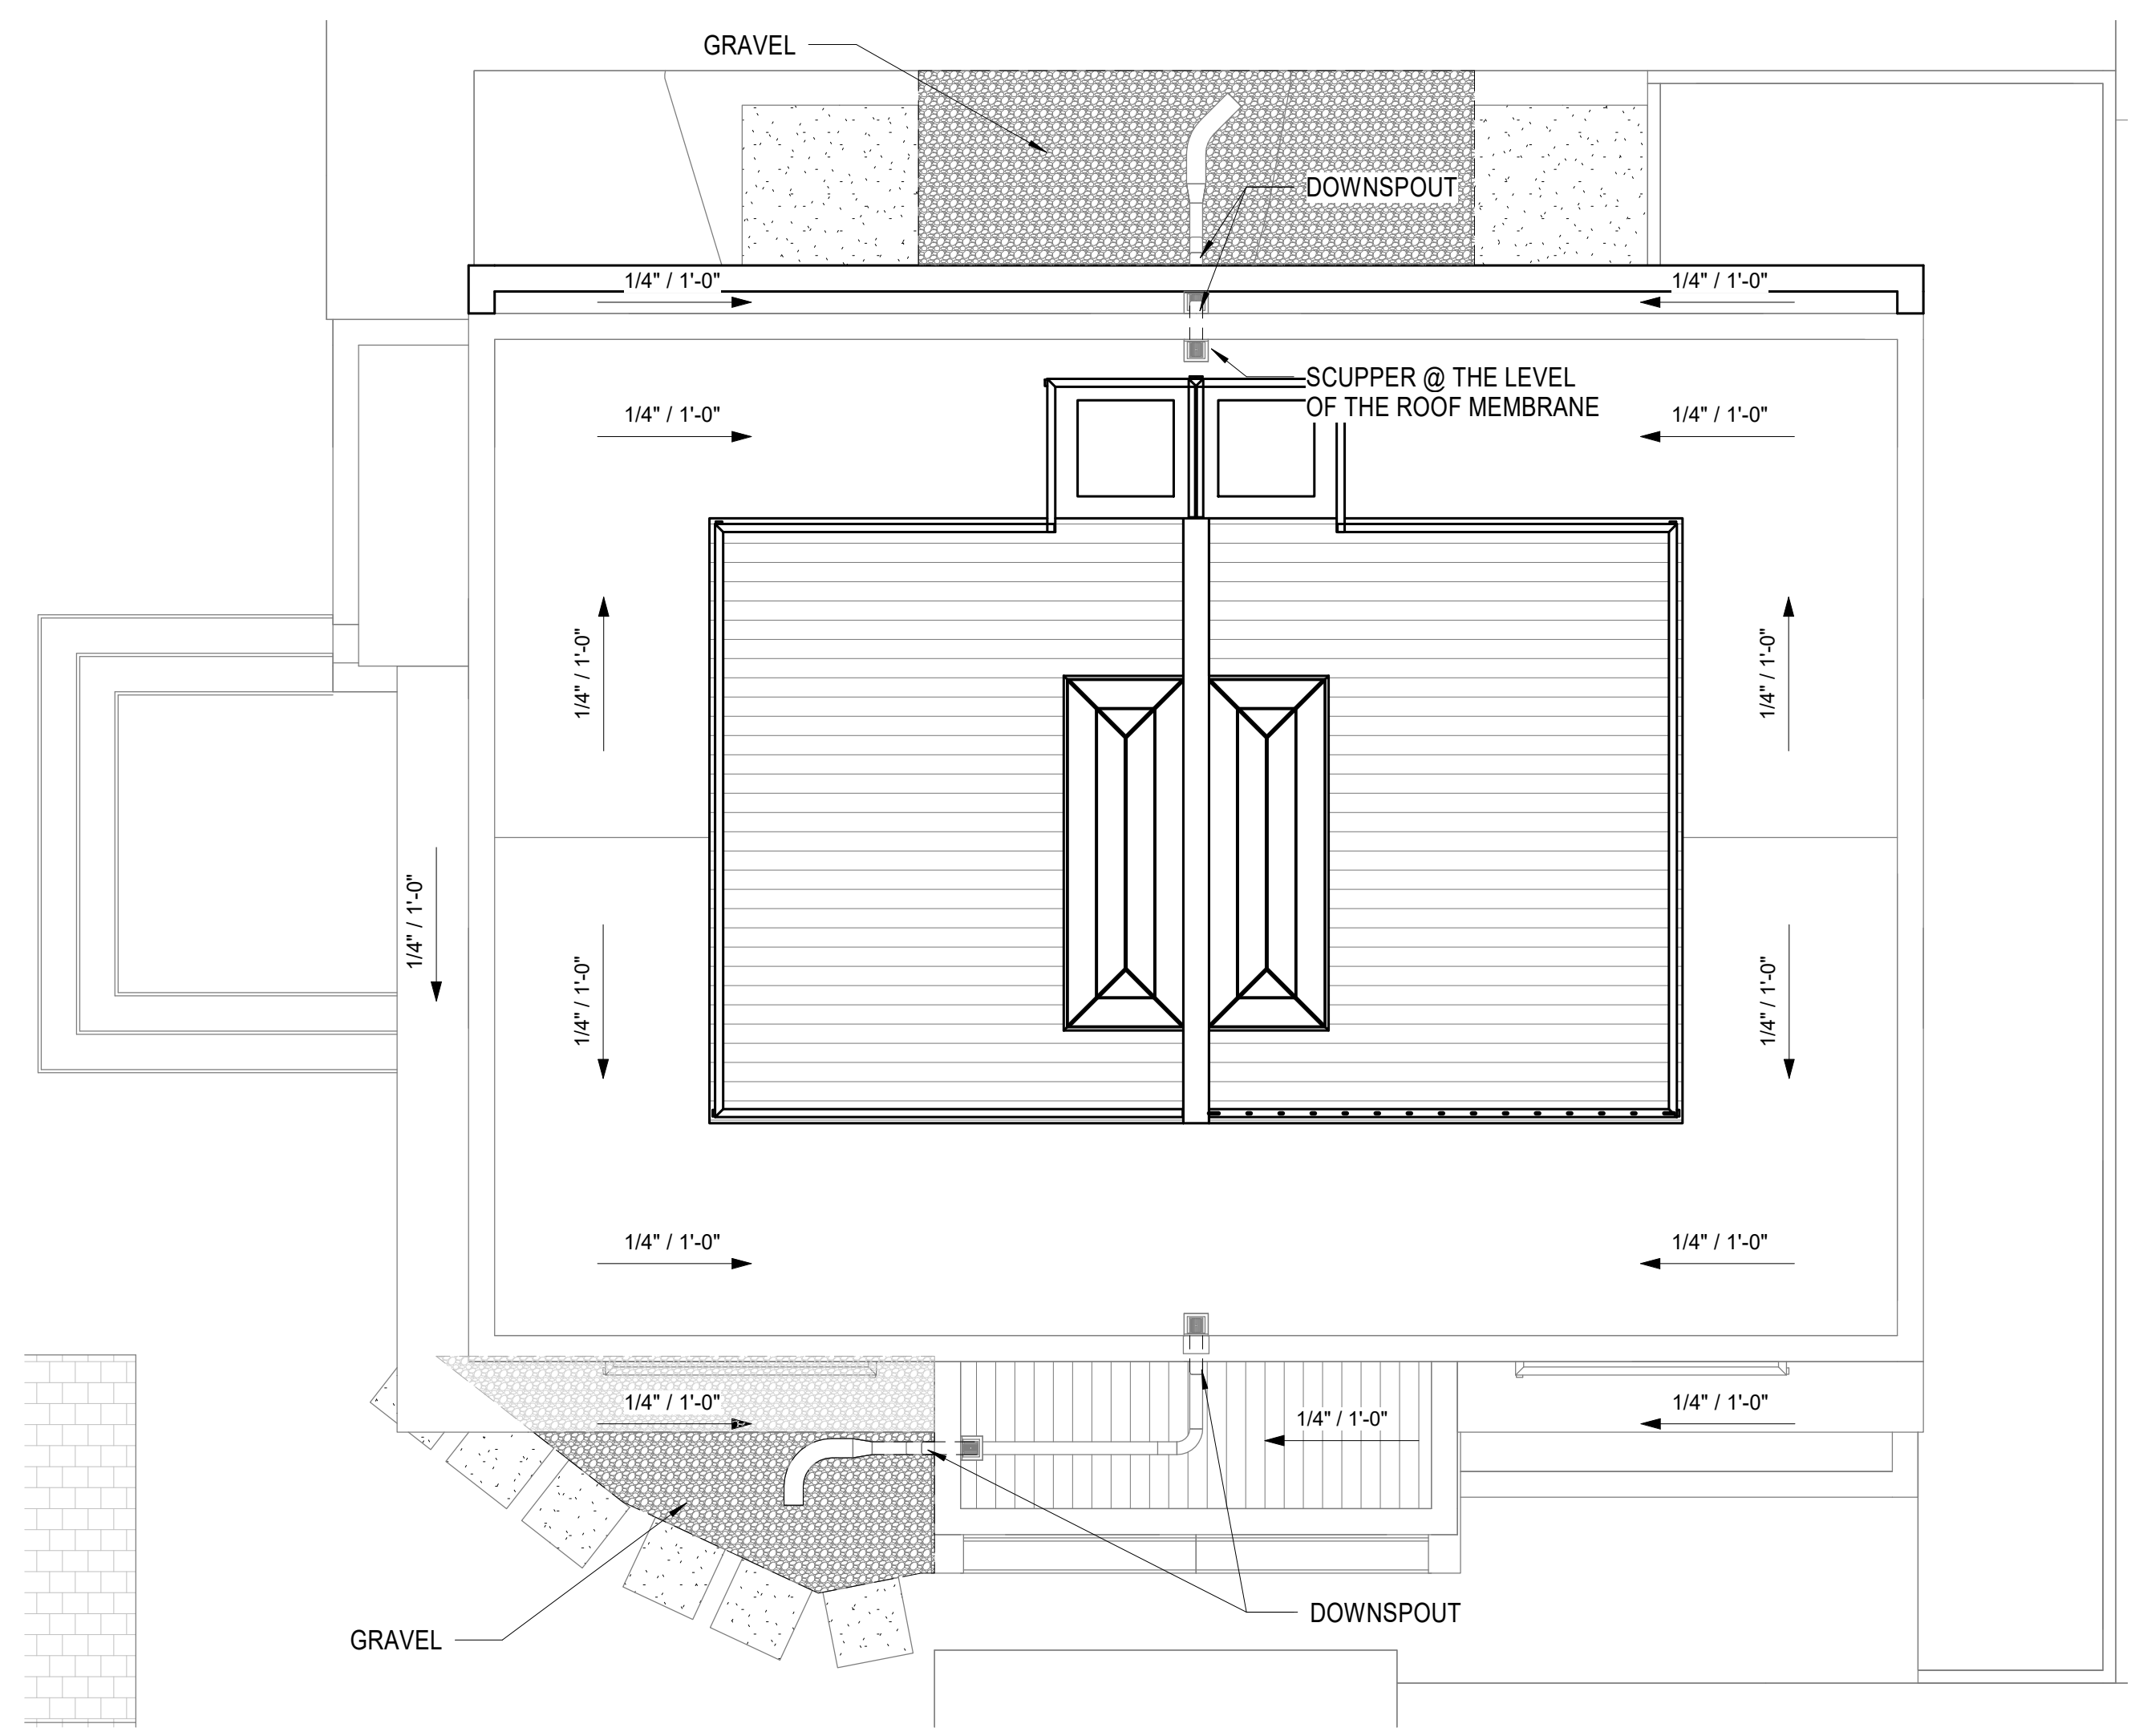 GRAVEL
DOWNSPOUT
1/4" / 1'-0"
1/4" / 1'-0"
SCUPPER @ THE LEVEL
OF THE ROOF MEMBRANE
1/4" / 1'-0"
1/4" / 1'-0"
1/4" / 1'-0"
1/4" / 1'-0"
1/4" / 1'-0"
1/4" / 1'-0"
1/4" / 1'-0"
1/4" / 1'-0"
1/4" / 1'-0"
1/4" / 1'-0"
1/4" / 1'-0"
1/4" / 1'-0"
DOWNSPOUT
GRAVEL